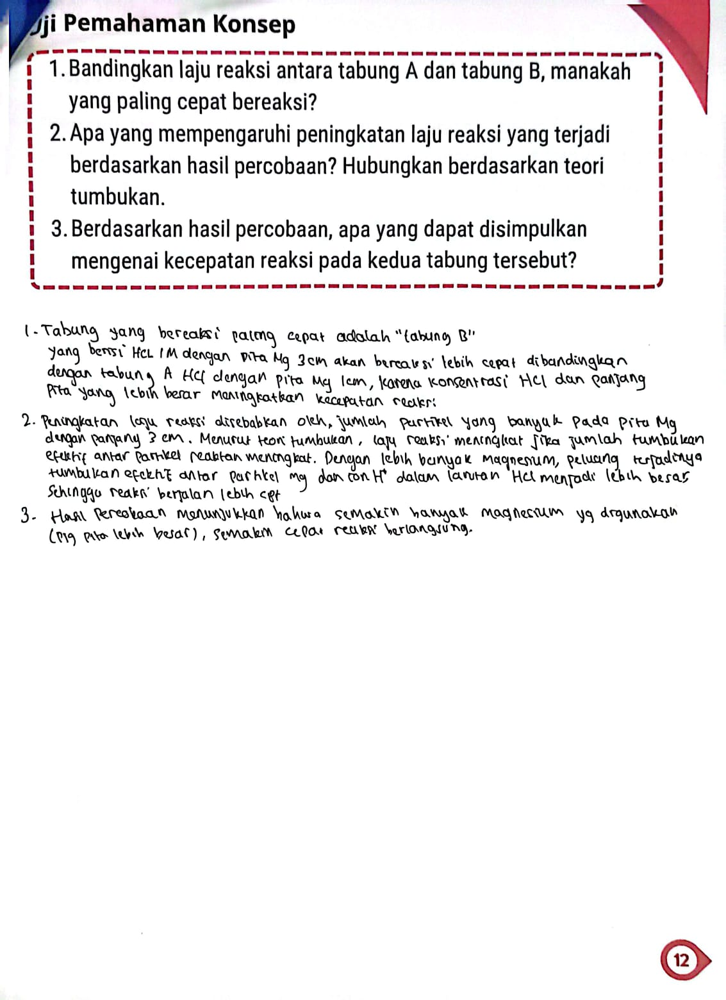 Uji Pemahaman Konsep
1. Bandingkan laju reaksi antara tabung A dan tabung B, manakah
yang paling cepat bereaksi?
2. Apa yang mempengaruhi peningkatan laju reaksi yang terjadi
berdasarkan hasil percobaan? Hubungkan berdasarkan teori
tumbukan.
3. Berdasarkan hasil percobaan, apa yang dapat disimpulkan
mengenai kecepatan reaksi pada kedua tabung tersebut?
1. Tabung yang bereaksi paling cepat adalah "tabung B"
yang berisi HCL 1 M dengan pita Mg 3 cm akan bereaksi lebih cepat dibandingkan
dengan tabung A HCl dengan pita Mg 1cm, karena konsentrasi HCl dan panjang
pita yang lebih besar meningkatkan kecepatan reaksi
2. Peningkatan laju reaksi disebabkan oleh, jumlah partikel yang banyak pada pita Mg
dengan panjang 3 cm. Menurut teori tumbukan, laju reaksi meningkat jika jumlah tumbukan
efektif antar partikel reaktan meningkat. Dengan lebih banyak magnesium, peluang terjadinya
tumbukan efektif antar partikel Mg dan ion H⁺ dalam larutan HCl menjadi lebih besar
sehingga reaksi berjalan lebih cpt
3. Hasil percobaan menunjukkan bahwa semakin banyak magnesium yg digunakan
(pjg pita lebih besar), semakin cepat reaksi berlangsung.
12